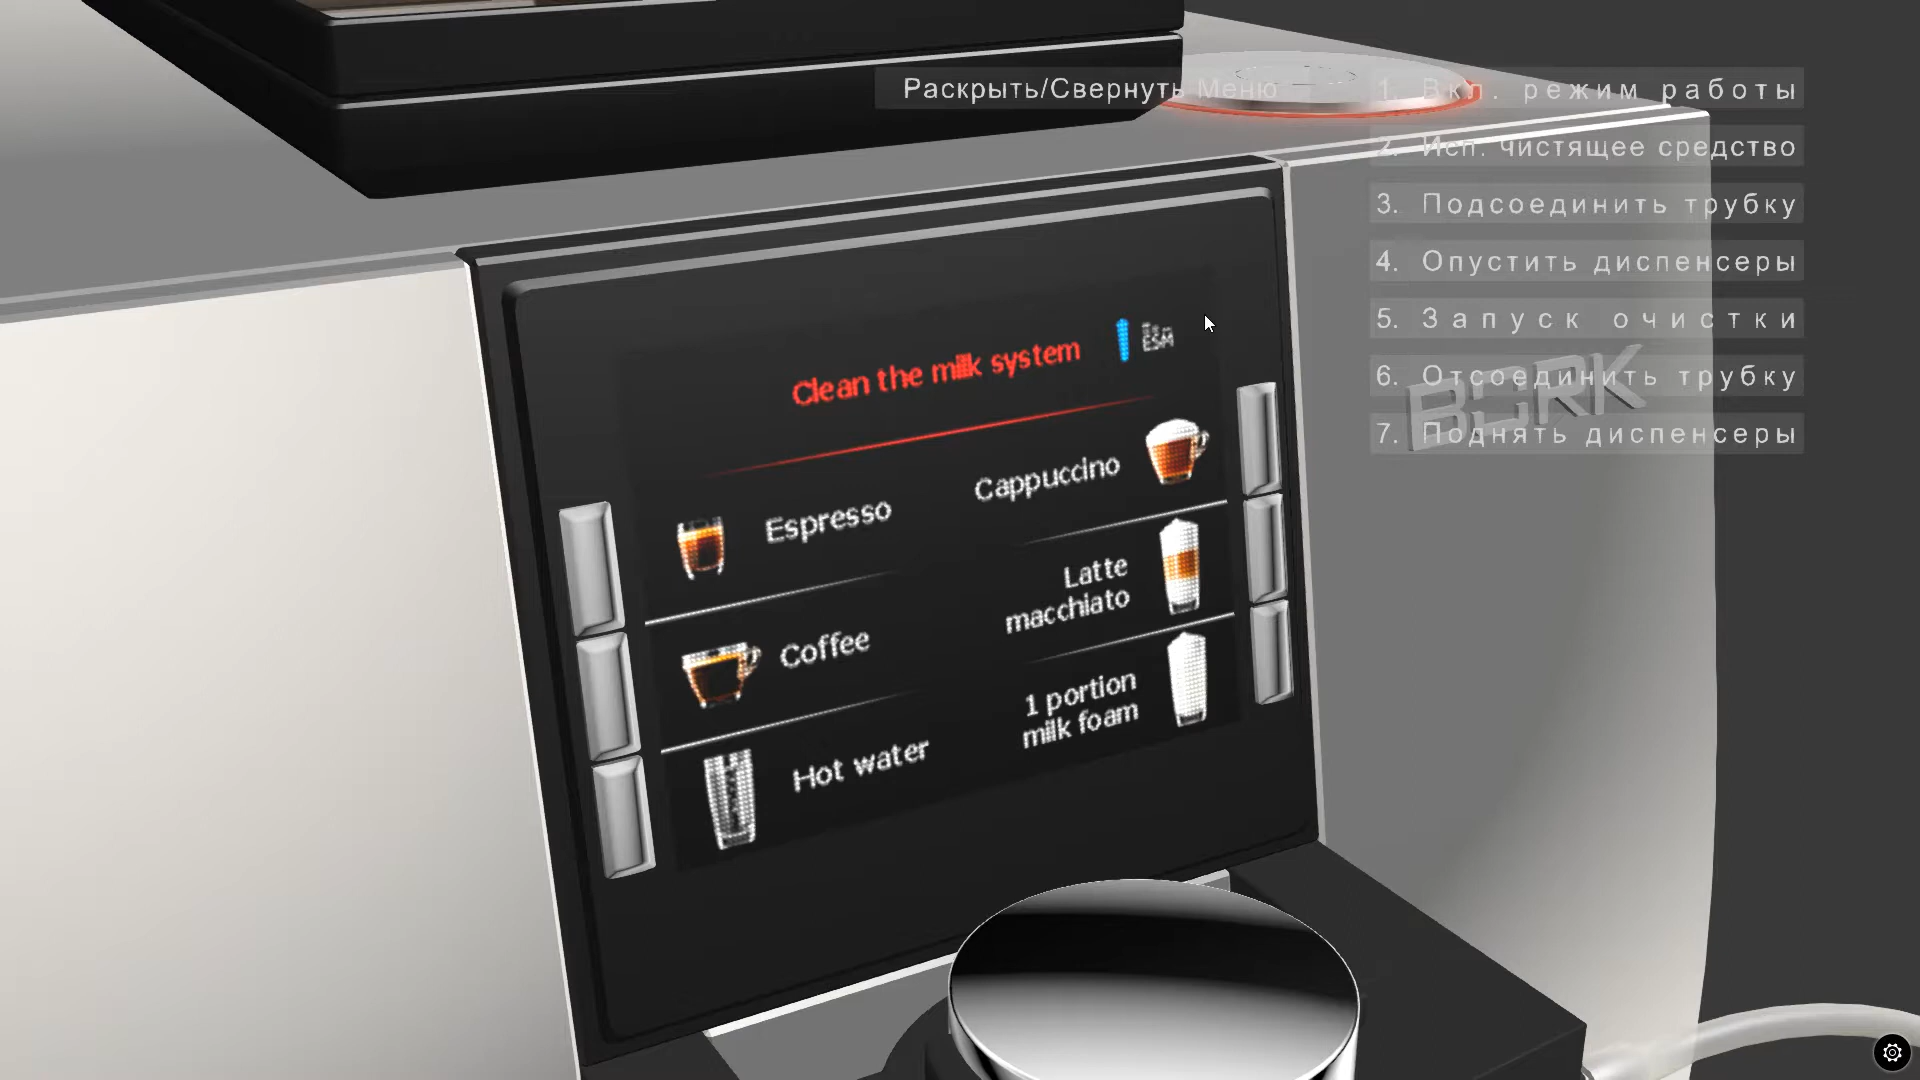 Раскрыть/Свернуть Меню
1. Вкл. режим работы
2. Исп. чистящее средство
3. Подсоединить трубку
4. Опустить диспенсеры
5. Запуск очистки
6. Отсоединить трубку
7. Поднять диспенсеры
BORK
Clean the milk system
ESM
Espresso
Cappuccino
Coffee
Latte
macchiato
Hot water
1 portion
milk foam